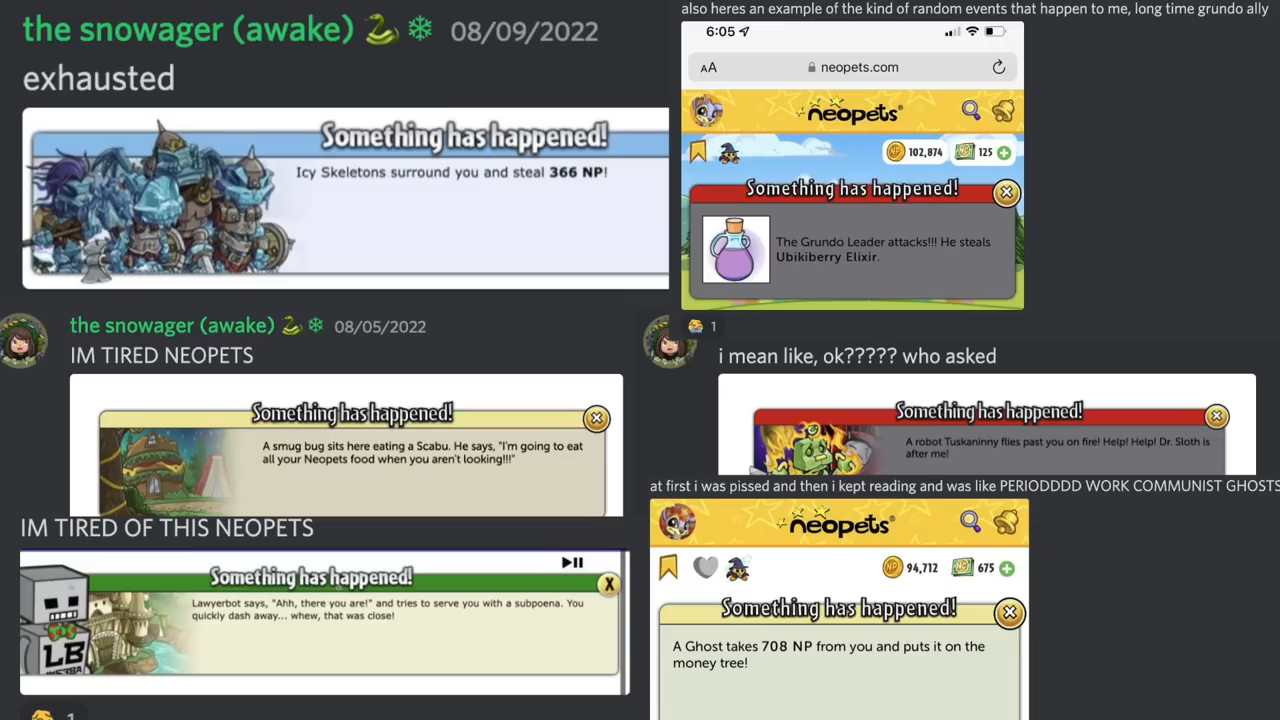 the snowager (awake) 🐍 ❄ 08/09/2022
exhausted
Something has happened!
Icy Skeletons surround you and steal 366 NP!
also heres an example of the kind of random events that happen to me, long time grundo ally
6:05
AA neopets.com
neopets®
NP 102,874 NC 125
Something has happened!
The Grundo Leader attacks!!! He steals
Ubikiberry Elixir.
1
the snowager (awake) 🐍 ❄ 08/05/2022
IM TIRED NEOPETS
Something has happened!
A smug bug sits here eating a Scabu. He says, "I'm going to eat
all your Neopets food when you aren't looking!!!"
i mean like, ok????? who asked
Something has happened!
A robot Tuskaninny flies past you on fire! Help! Help! Dr. Sloth is
after me!
IM TIRED OF THIS NEOPETS
Something has happened!
X
Lawyerbot says, "Ahh, there you are!" and tries to serve you with a subpoena. You
quickly dash away... whew, that was close!
LB
1
at first i was pissed and then i kept reading and was like PERIODDDD WORK COMMUNIST GHOSTS
neopets®
NP 94,712 NC 675
Something has happened!
A Ghost takes 708 NP from you and puts it on the
money tree!